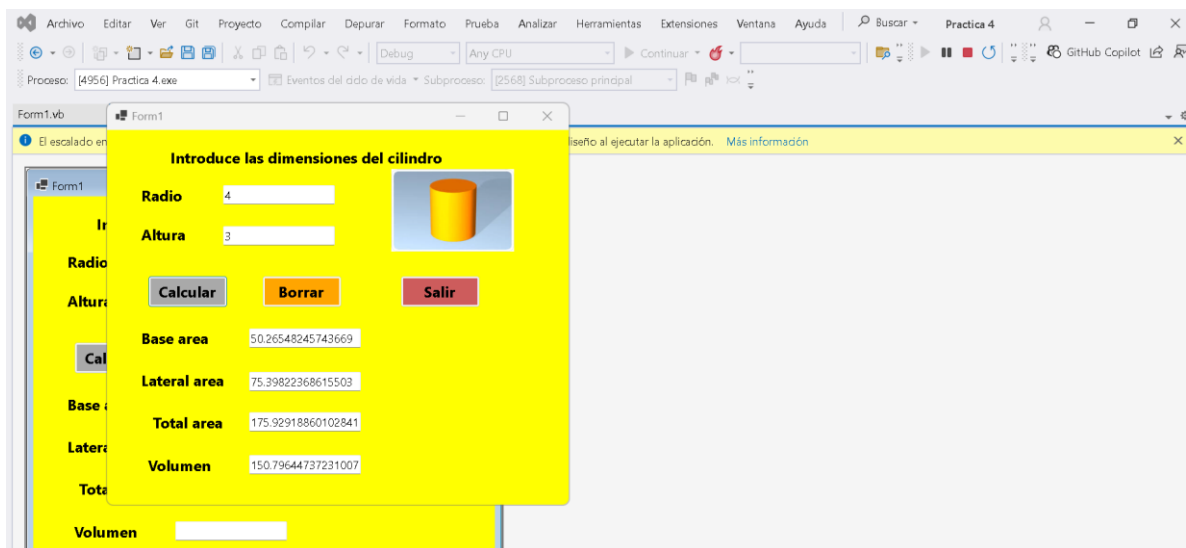 Archivo Editar Ver Git Proyecto Compilar Depurar Formato Prueba Analizar Herramientas Extensiones Ventana Ayuda Buscar Practica 4
Debug Any CPU Continuar GitHub Copilot
Proceso: [4956] Practica 4.exe Eventos del ciclo de vida Subproceso: [2568] Subproceso principal
Form1.vb
Form1
El escalado en
diseño al ejecutar la aplicación. Más información
Introduce las dimensiones del cilindro
Radio 4
Altura 3
Calcular Borrar Salir
Base area 50.26548245743669
Lateral area 75.39822368615503
Total area 175.92918860102841
Volumen 150.79644737231007
Form1
Radio
Altura
Cal
Base
Latera
Tota
Volumen